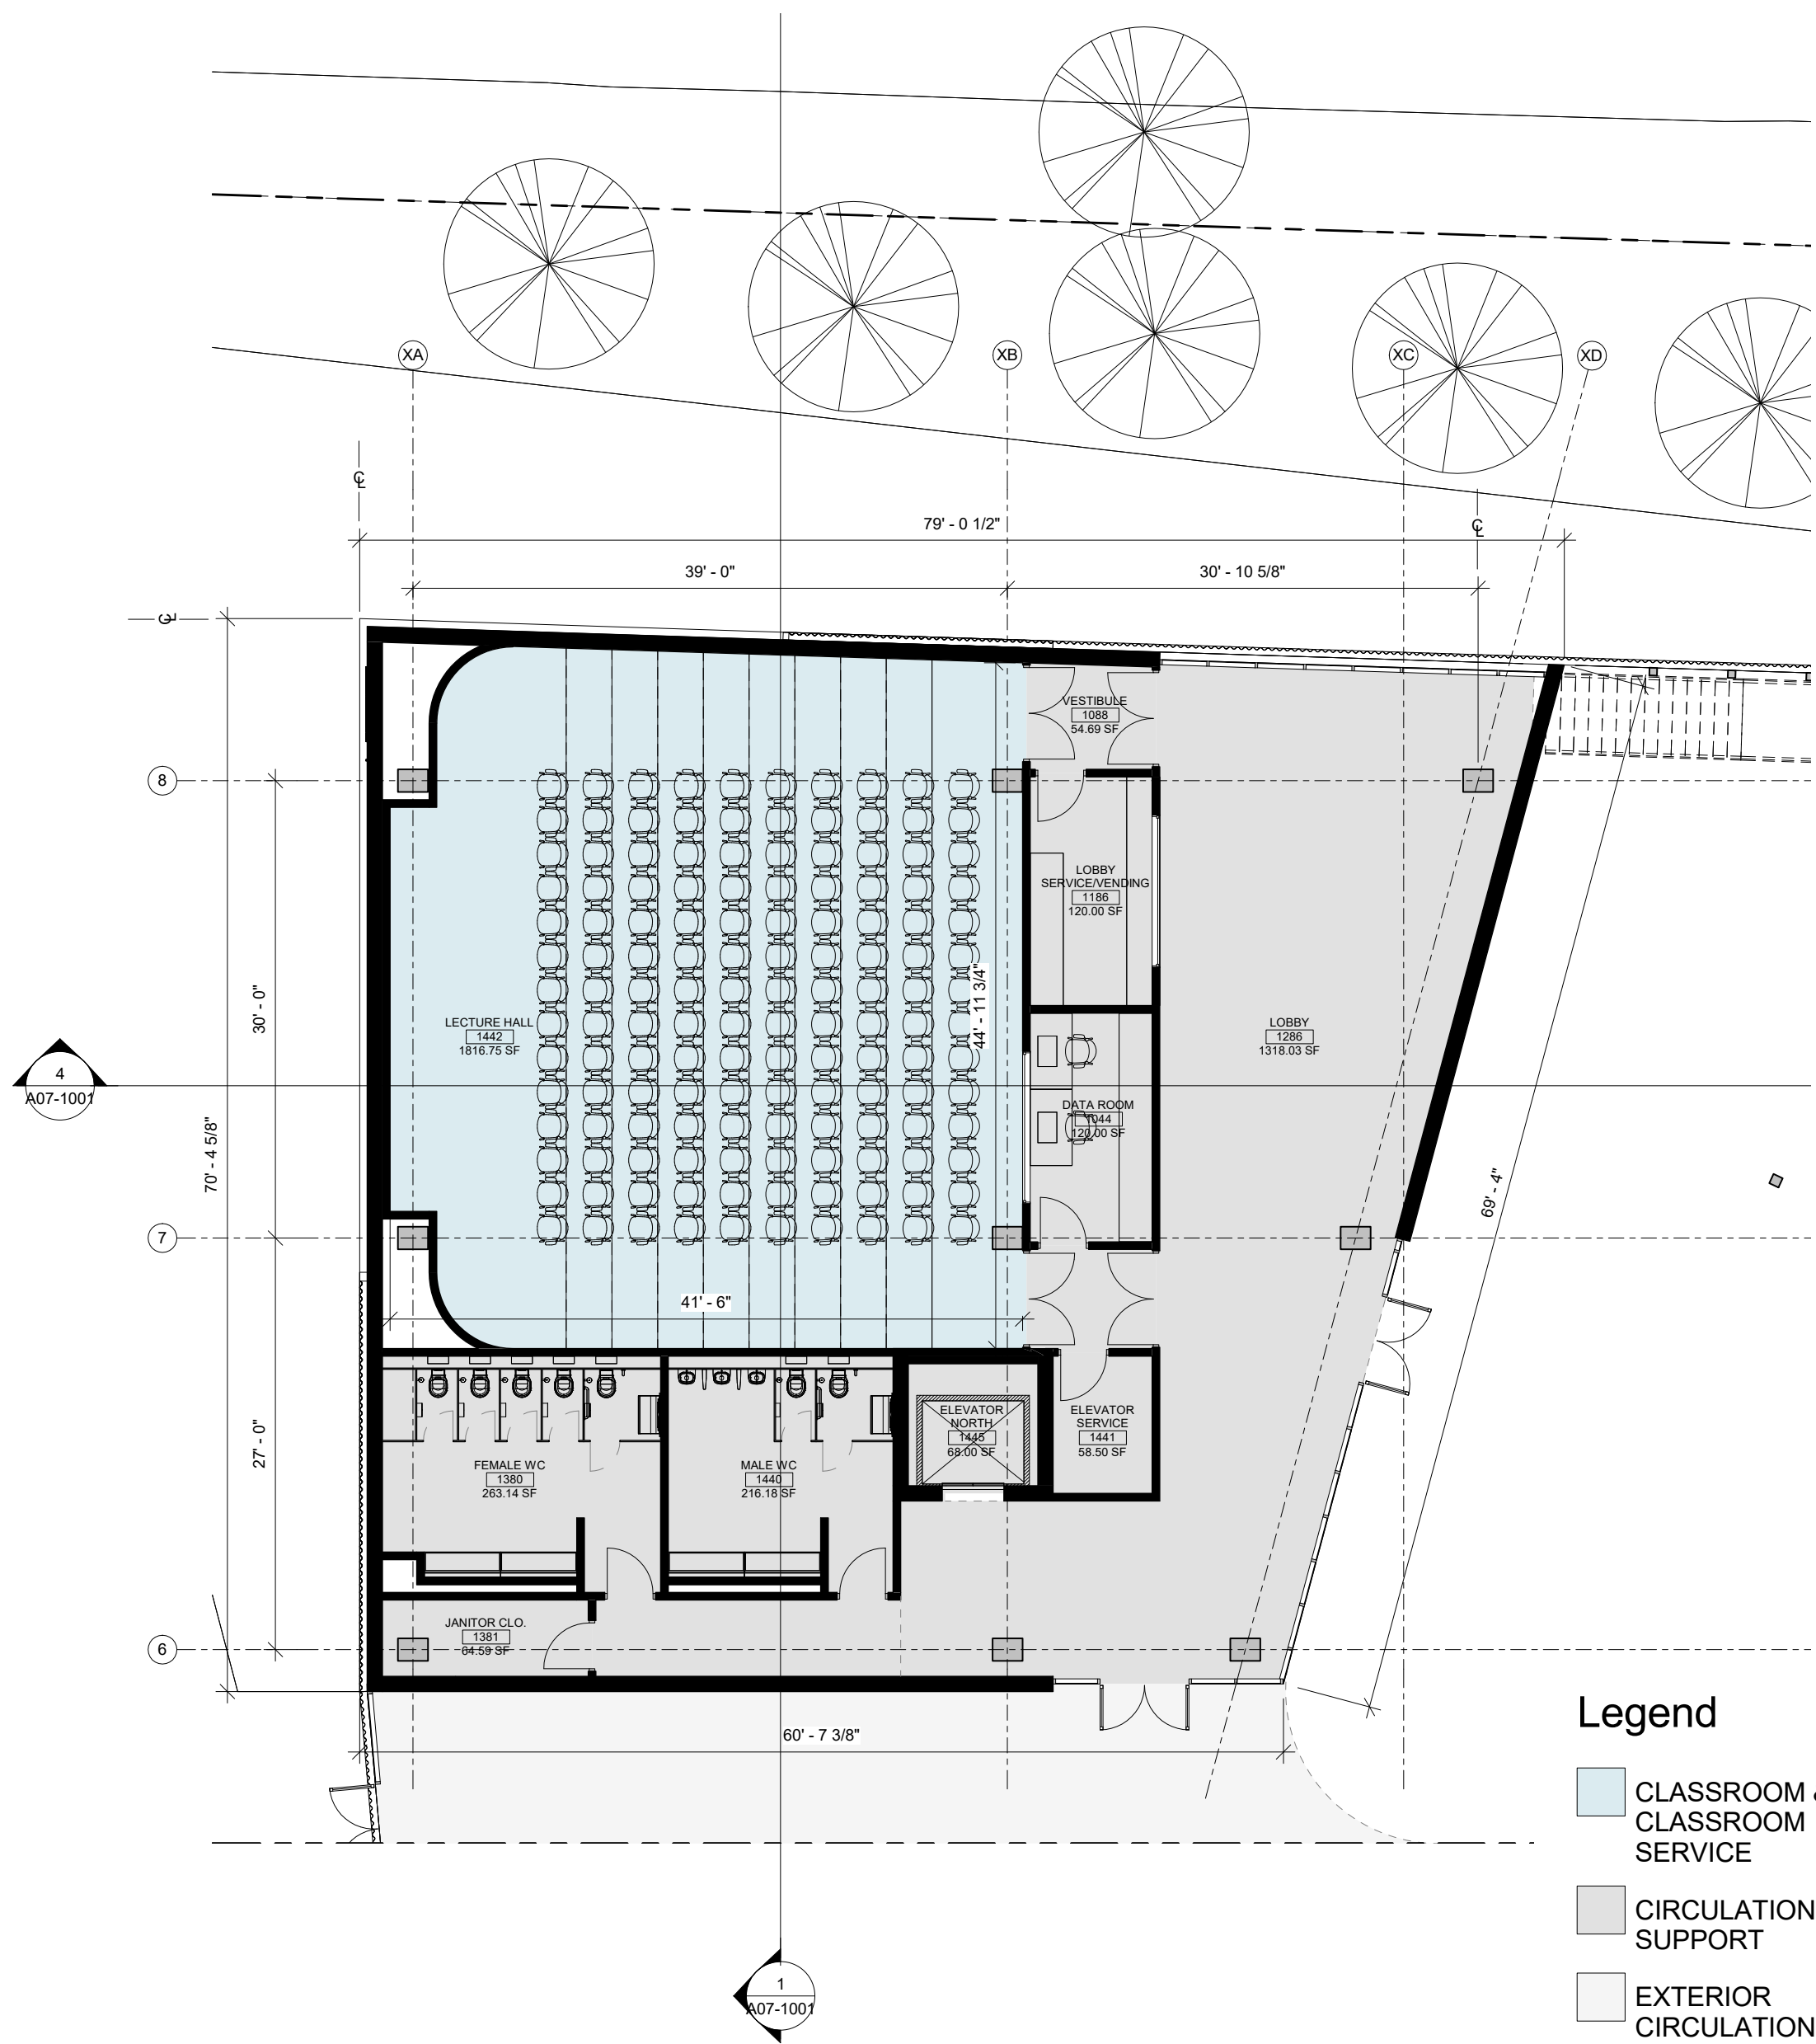 XA
XB
XC
XD
79' - 0 1/2"
39' - 0"
30' - 10 5/8"
VESTIBULE
1088
54.69 SF
8
LOBBY
SERVICE/VENDING
1186
120.00 SF
30' - 0"
44' - 11 3/4"
LECTURE HALL
1442
1816.75 SF
LOBBY
1286
1318.03 SF
4
A07-1001
DATA ROOM
1044
120.00 SF
70' - 4 5/8"
69' - 4"
7
41' - 6"
27' - 0"
ELEVATOR
NORTH
1445
68.00 SF
ELEVATOR
SERVICE
1441
58.50 SF
FEMALE WC
1380
263.14 SF
MALE WC
1440
216.18 SF
JANITOR CLO.
1381
64.59 SF
6
60' - 7 3/8"
Legend
CLASSROOM
CLASSROOM
SERVICE
CIRCULATION
SUPPORT
EXTERIOR
CIRCULATION
1
A07-1001